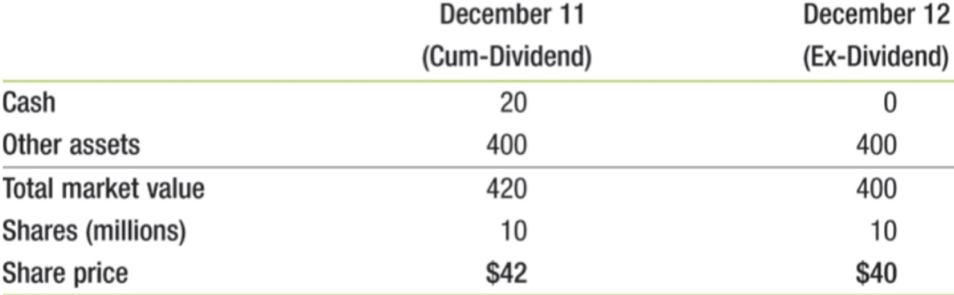 December 11 December 12
(Cum-Dividend) (Ex-Dividend)
Cash 20 0
Other assets 400 400
Total market value 420 400
Shares (millions) 10 10
Share price $42 $40